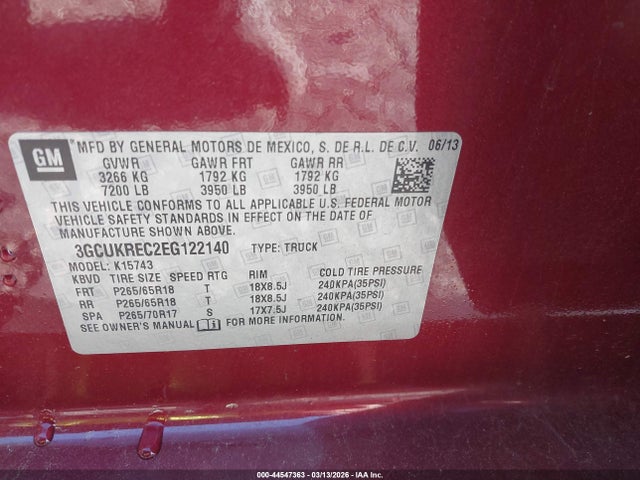 GM
MFD BY GENERAL MOTORS DE MEXICO, S. DE R.L. DE C.V. 06/13
GVWR GAWR FRT GAWR RR
3266 KG 1792 KG 1792 KG
7200 LB 3950 LB 3950 LB
THIS VEHICLE CONFORMS TO ALL APPLICABLE U.S. FEDERAL MOTOR
VEHICLE SAFETY STANDARDS IN EFFECT ON THE DATE OF
MANUFACTURE SHOWN ABOVE.
3GCUKREC2EG122140 TYPE: TRUCK
MODEL: K15743
KBVD TIRE SIZE SPEED RTG RIM COLD TIRE PRESSURE
FRT P265/65R18 T 18X8.5J 240KPA(35PSI)
RR P265/65R18 T 18X8.5J 240KPA(35PSI)
SPA P265/70R17 S 17X7.5J 240KPA(35PSI)
SEE OWNER'S MANUAL FOR MORE INFORMATION.
000-44547363 - 03/13/2026 - IAA Inc.